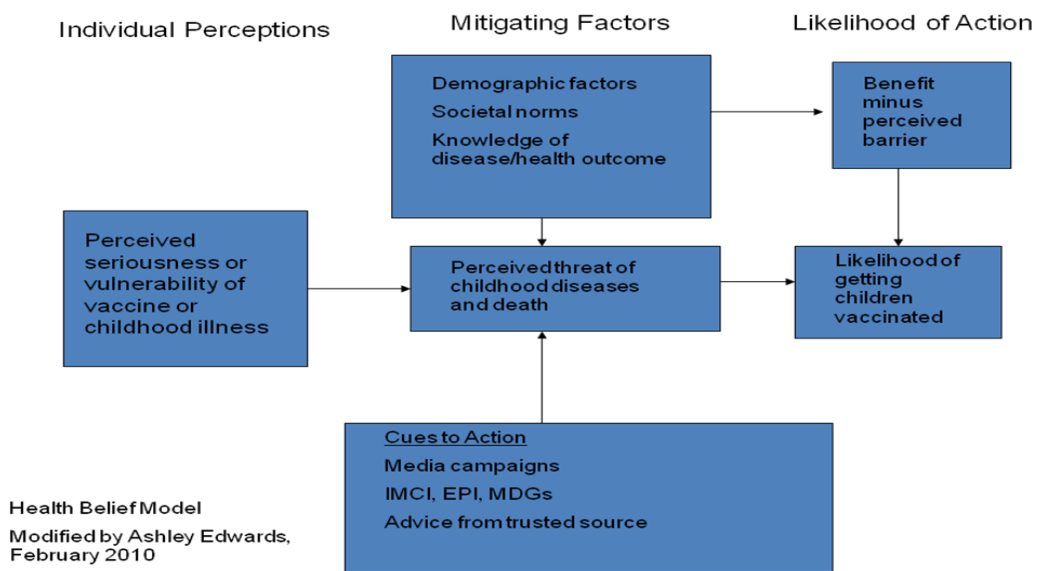 Individual Perceptions
Mitigating Factors
Likelihood of Action
Demographic factors
Societal norms
Knowledge of
disease/health outcome
Benefit
minus
perceived
barrier
Perceived
seriousness or
vulnerability of
vaccine or
childhood illness
Perceived threat of
childhood diseases
and death
Likelihood of
getting
children
vaccinated
Cues to Action
Media campaigns
IMCI, EPI, MDGs
Advice from trusted source
Health Belief Model
Modified by Ashley Edwards,
February 2010